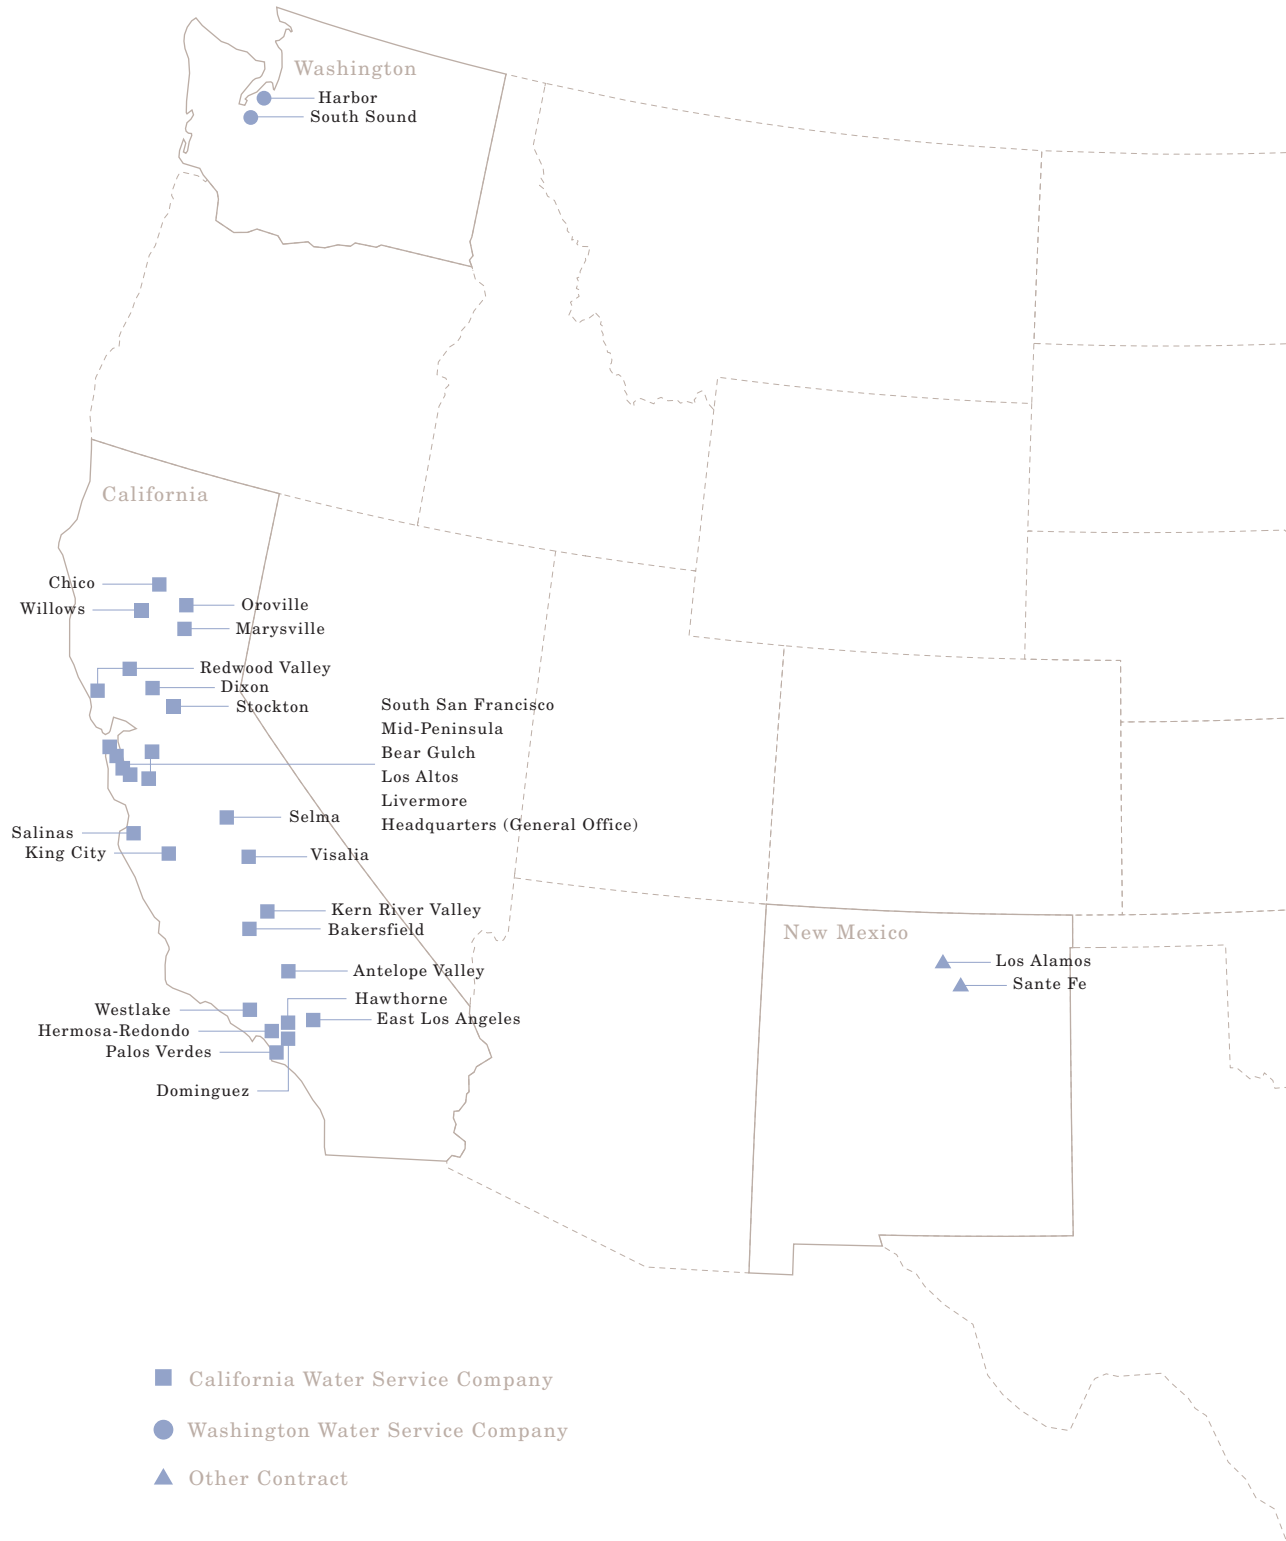 Washington
Harbor
South Sound
California
Chico
Willows
Oroville
Marysville
Redwood Valley
Dixon
Stockton
South San Francisco
Mid-Peninsula
Bear Gulch
Los Altos
Livermore
Headquarters (General Office)
Selma
Salinas
King City
Visalia
Kern River Valley
Bakersfield
Antelope Valley
Hawthorne
Westlake
East Los Angeles
Hermosa-Redondo
Palos Verdes
Dominguez
New Mexico
Los Alamos
Sante Fe
California Water Service Company
Washington Water Service Company
Other Contract